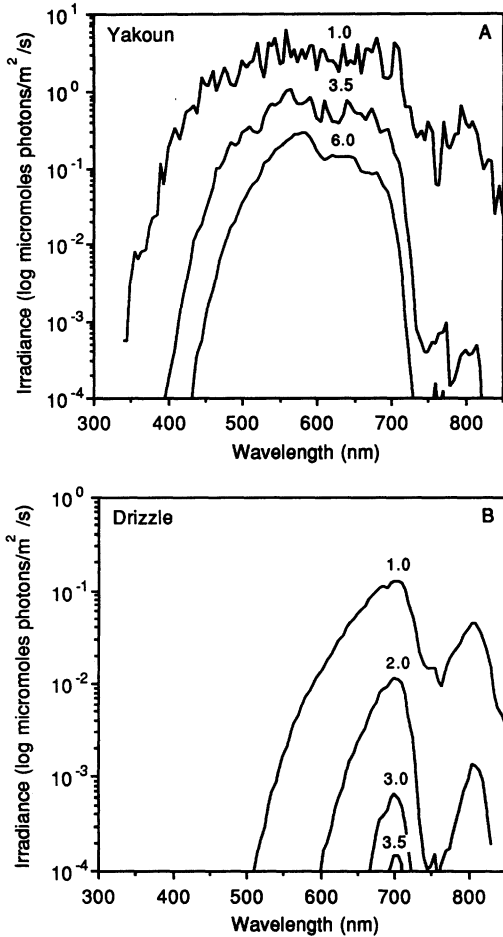 Yakoun
A
1.0
3.5
6.0
10^1
10^0
10^-1
10^-2
10^-3
10^-4
Irradiance (log micromoles photons/m^2 /s)
300 400 500 600 700 800
Wavelength (nm)
Drizzle
B
1.0
2.0
3.0
3.5
10^0
10^-1
10^-2
10^-3
10^-4
Irradiance (log micromoles photons/m^2 /s)
300 400 500 600 700 800
Wavelength (nm)